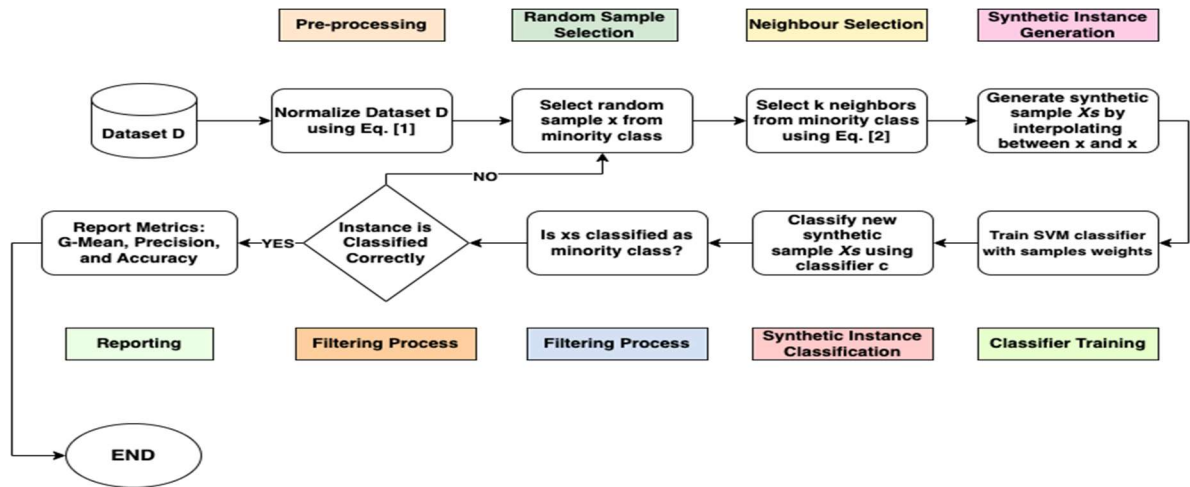 Pre-processing
Random Sample
Selection
Neighbour Selection
Synthetic Instance
Generation
Dataset D
Normalize Dataset D
using Eq. [1]
Select random
sample x from
minority class
Select k neighbors
from minority class
using Eq. [2]
Generate synthetic
sample Xs by
interpolating
between x and x
NO
Report Metrics:
G-Mean, Precision,
and Accuracy
YES
Instance is
Classified
Correctly
Is xs classified as
minority class?
Classify new
synthetic
sample Xs using
classifier c
Train SVM classifier
with samples weights
Reporting
Filtering Process
Filtering Process
Synthetic Instance
Classification
Classifier Training
END